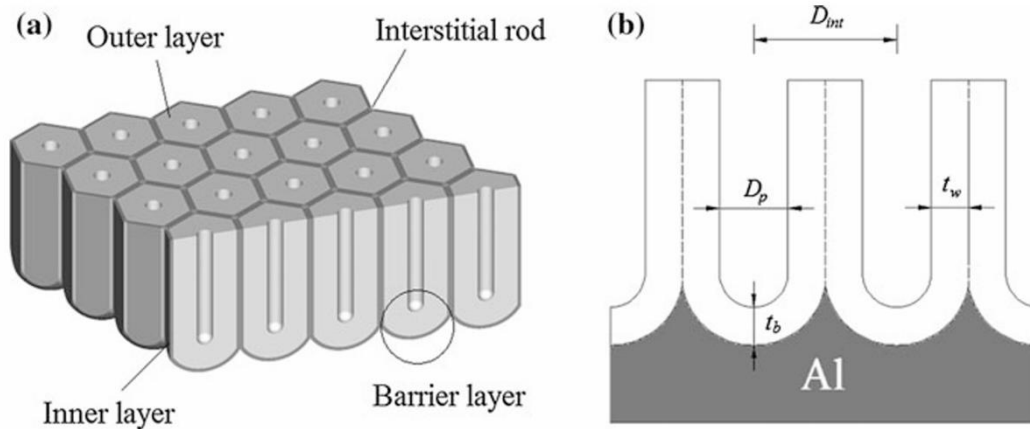 (a)
Outer layer
Interstitial rod
Inner layer
Barrier layer
(b)
D_int
D_p
t_w
t_b
Al